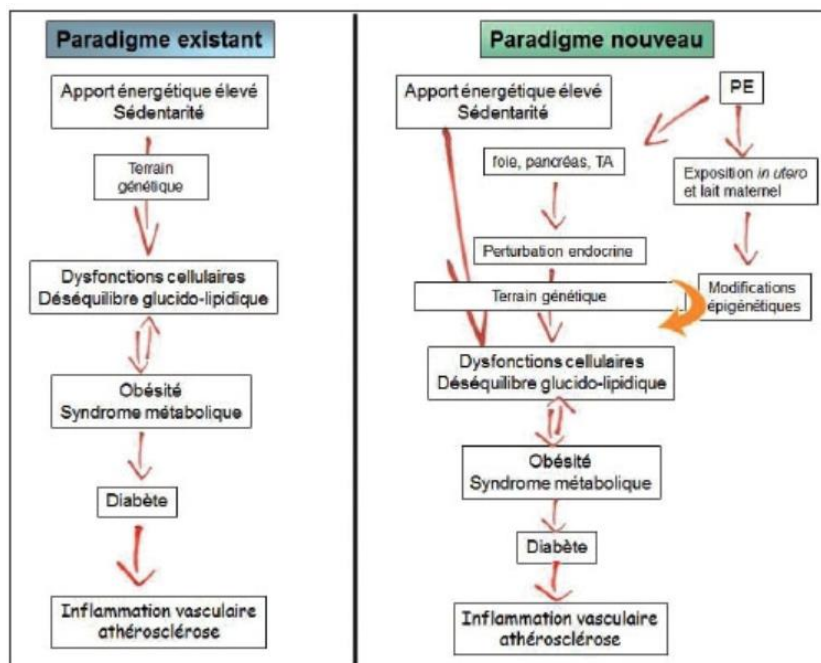 Paradigme existant
Apport énergétique élevé
Sédentarité
Terrain
génétique
Dysfonctions cellulaires
Déséquilibre glucido-lipidique
Obésité
Syndrome métabolique
Diabète
Inflammation vasculaire
athérosclérose
Paradigme nouveau
Apport énergétique élevé
Sédentarité
PE
foie, pancréas, TA
Exposition in utero
et lait maternel
Perturbation endocrine
Terrain génétique
Modifications
épigénétiques
Dysfonctions cellulaires
Déséquilibre glucido-lipidique
Obésité
Syndrome métabolique
Diabète
Inflammation vasculaire
athérosclérose